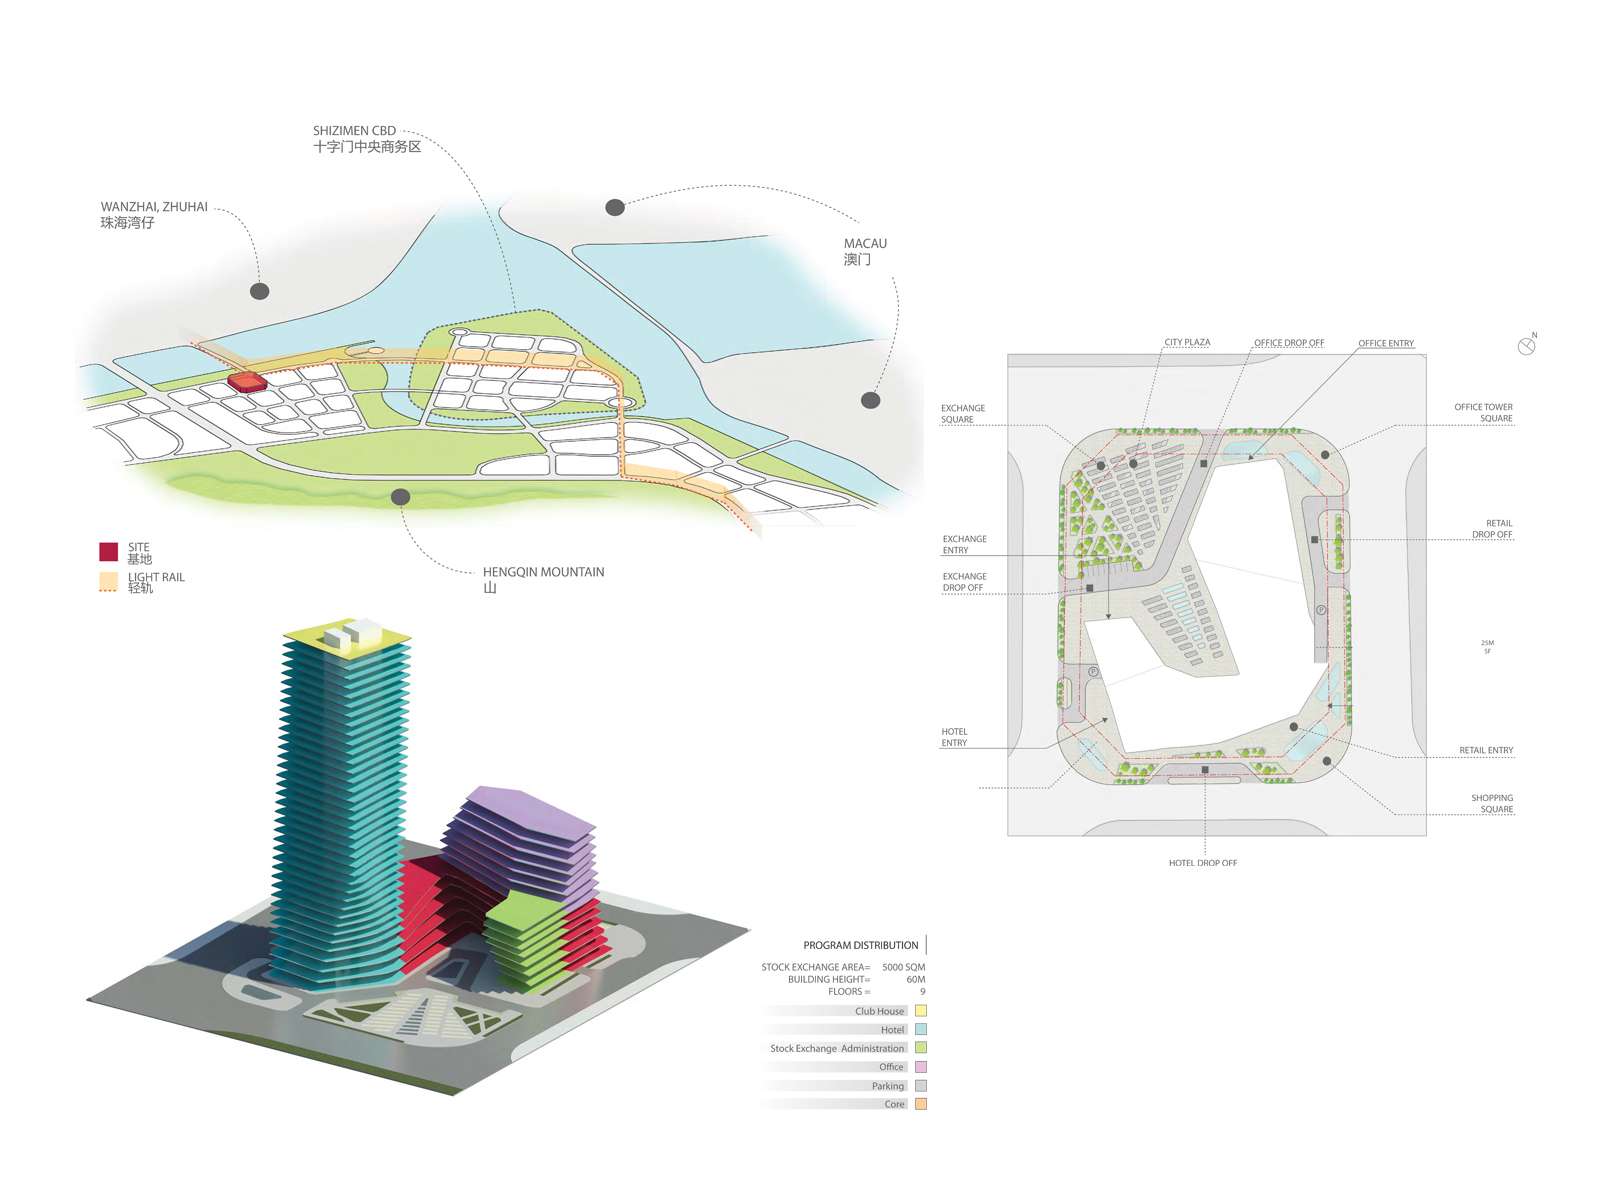 SHIZIMEN CBD
十字门中央商务区
WANZHAI, ZHUHAI
珠海湾仔
MACAU
澳门
SITE
基地
LIGHT RAIL
轻轨
HENGQIN MOUNTAIN
山
N
CITY PLAZA
OFFICE DROP OFF
OFFICE ENTRY
EXCHANGE
SQUARE
OFFICE TOWER
SQUARE
EXCHANGE
ENTRY
RETAIL
DROP OFF
EXCHANGE
DROP OFF
P
25M
SF
P
HOTEL
ENTRY
RETAIL ENTRY
SHOPPING
SQUARE
HOTEL DROP OFF
PROGRAM DISTRIBUTION
STOCK EXCHANGE AREA= 5000 SQM
BUILDING HEIGHT= 60M
FLOORS = 9
Club House
Hotel
Stock Exchange Administration
Office
Parking
Core